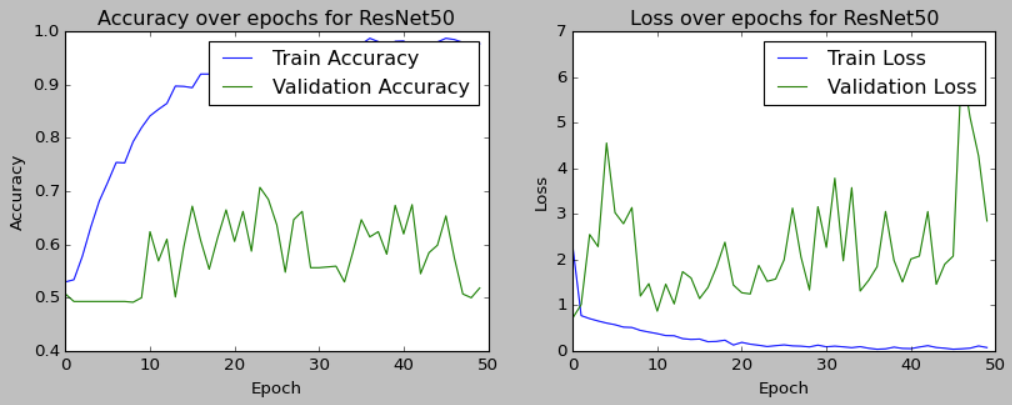 Accuracy over epochs for ResNet50
1.0
0.9
0.8
0.7
0.6
0.5
0.4
Accuracy
Train Accuracy
Validation Accuracy
0 10 20 30 40 50
Epoch
Loss over epochs for ResNet50
7
6
5
4
3
2
1
0
Loss
Train Loss
Validation Loss
0 10 20 30 40 50
Epoch